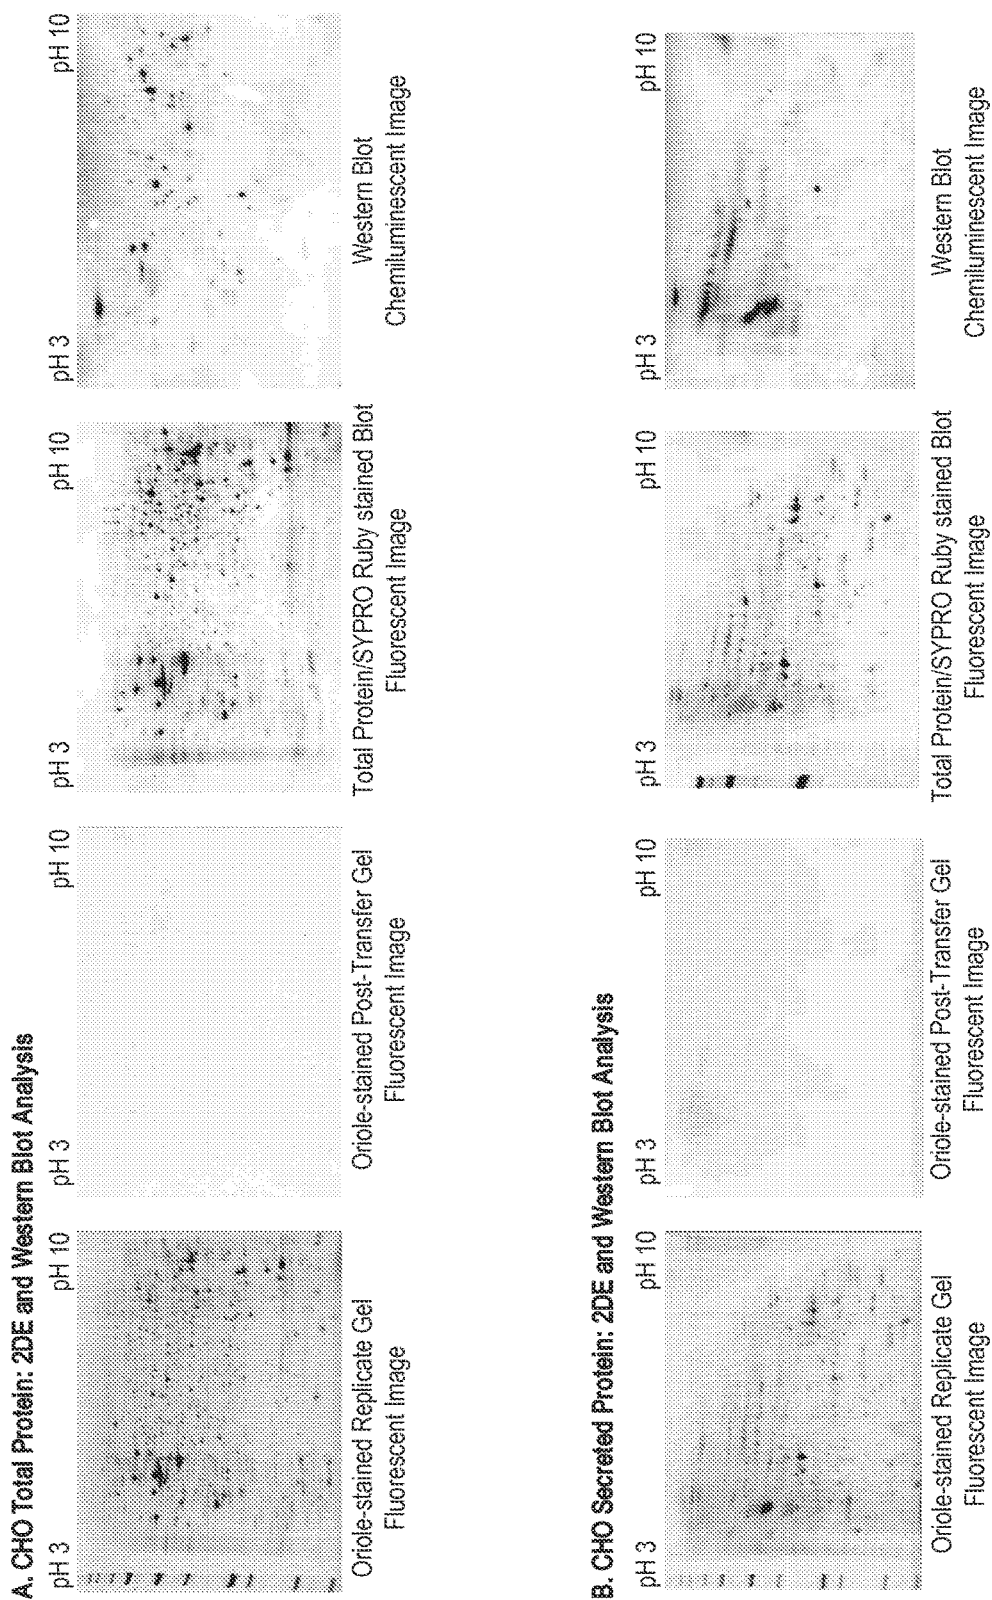 A. CHO Total Protein: 2DE and Western Blot Analysis
pH 3
pH 10
Oriole-stained Replicate Gel
Fluorescent Image
pH 3
pH 10
Oriole-stained Post-Transfer Gel
Fluorescent Image
pH 3
pH 10
Total Protein/SYPRO Ruby stained Blot
Fluorescent Image
pH 3
pH 10
Western Blot
Chemiluminescent Image
B. CHO Secreted Protein: 2DE and Western Blot Analysis
pH 3
pH 10
Oriole-stained Replicate Gel
Fluorescent Image
pH 3
pH 10
Oriole-stained Post-Transfer Gel
Fluorescent Image
pH 3
pH 10
Total Protein/SYPRO Ruby stained Blot
Fluorescent Image
pH 3
pH 10
Western Blot
Chemiluminescent Image